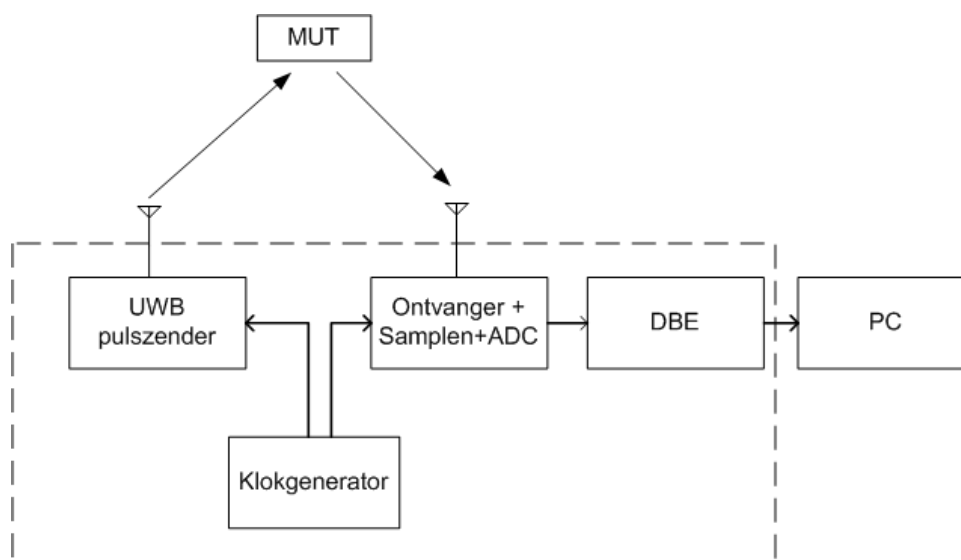 MUT
UWB
pulszender
Ontvanger +
Samplen+ADC
DBE
PC
Klokgenerator